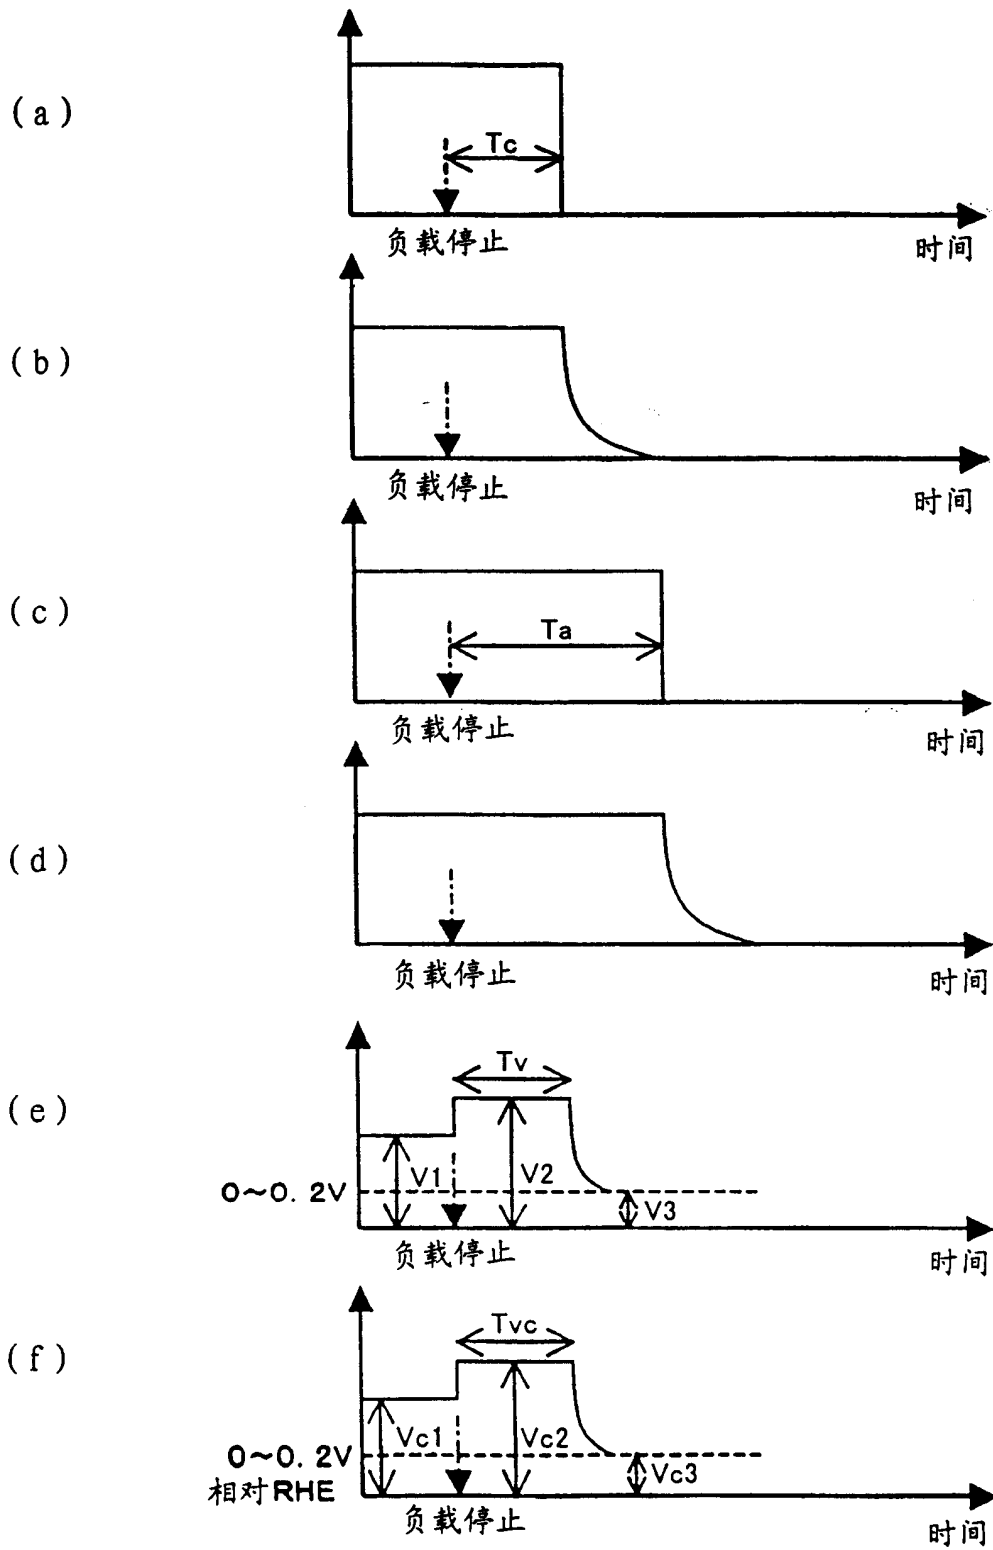 (a)
Tc
负载停止
时间
(b)
负载停止
时间
(c)
Ta
负载停止
时间
(d)
负载停止
时间
(e)
Tv
V1
V2
0~0. 2V
V3
负载停止
时间
(f)
Tvc
Vc1
Vc2
0~0. 2V
Vc3
相对RHE
负载停止
时间